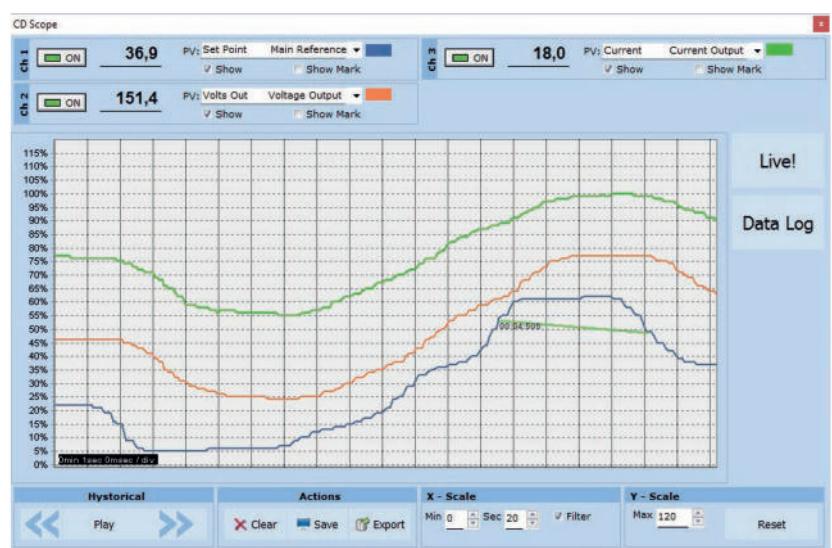 CD Scope
x
Ch 1
ON
36,9
PV: Set Point Main Reference
Show Show Mark
Ch 2
ON
151,4
PV: Volts Out Voltage Output
Show Show Mark
Ch 3
ON
18,0
PV: Current Current Output
Show Show Mark
115%
110%
105%
100%
95%
90%
85%
80%
75%
70%
65%
60%
55%
50%
45%
40%
35%
30%
25%
20%
15%
10%
5%
0%
00:04.505
0min 1sec 0msec / div
Live!
Data Log
Hystorical
Play
Actions
Clear Save Export
X - Scale
Min 0 Sec 20 Filter
Y - Scale
Max 120
Reset